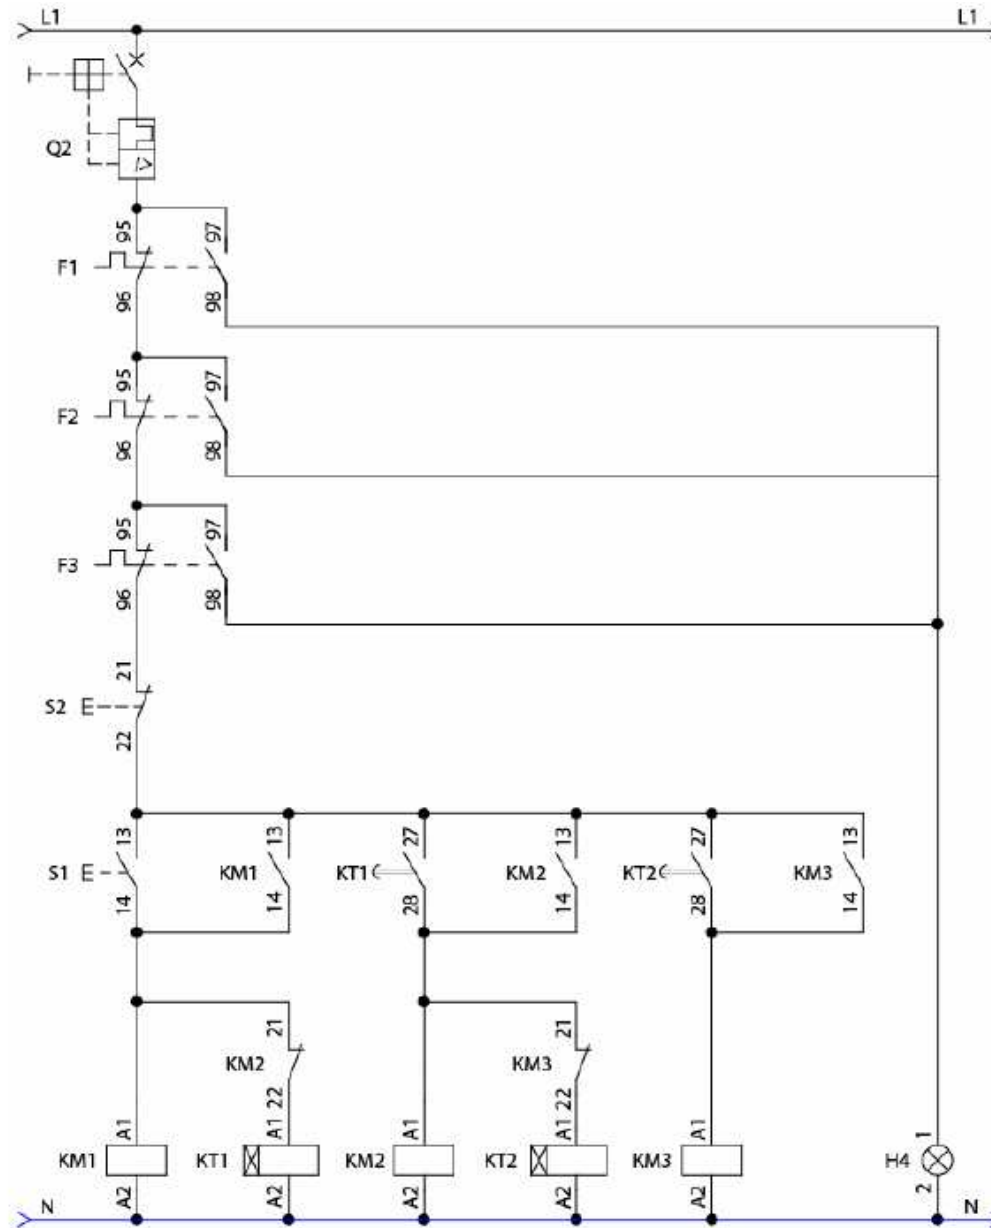 L1 L1
Q2
95 97
F1
96 98
95 97
F2
96 98
95 97
F3
96 98
21
S2
22
13 13 27 13 27 13
S1 KM1 KT1 KM2 KT2 KM3
14 14 28 14 28 14
21 21
KM2 KM3
22 22
A1 A1 A1 A1 A1 1
KM1 KT1 KM2 KT2 KM3 H4
A2 A2 A2 A2 A2 2
N N